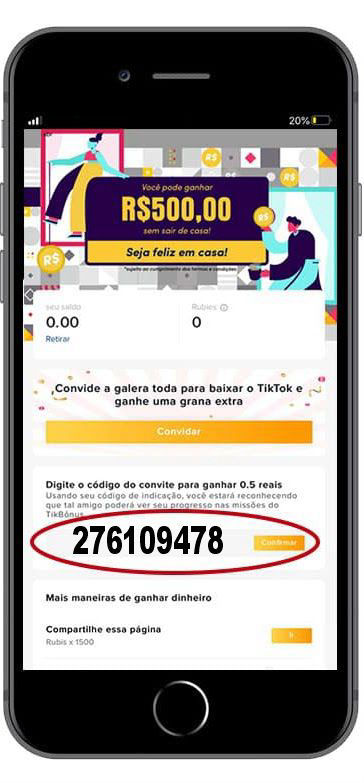 20%
Você pode ganhar
R$500,00
sem sair de casa!
Seja feliz em casa!
*sujeito ao cumprimento dos termos e condições
R$
R$
R$
R$
seu saldo
Rubies
0.00
0
Retirar
Convide a galera toda para baixar o TikTok e
ganhe uma grana extra
Convidar
Digite o código do convite para ganhar 0.5 reais
Usando seu código de indicação, você estará reconhecendo
que tal amigo poderá ver seu progresso nas missões do
TikBônus
276109478
Confirmar
Mais maneiras de ganhar dinheiro
Compartilhe essa página
Rubis x 1500